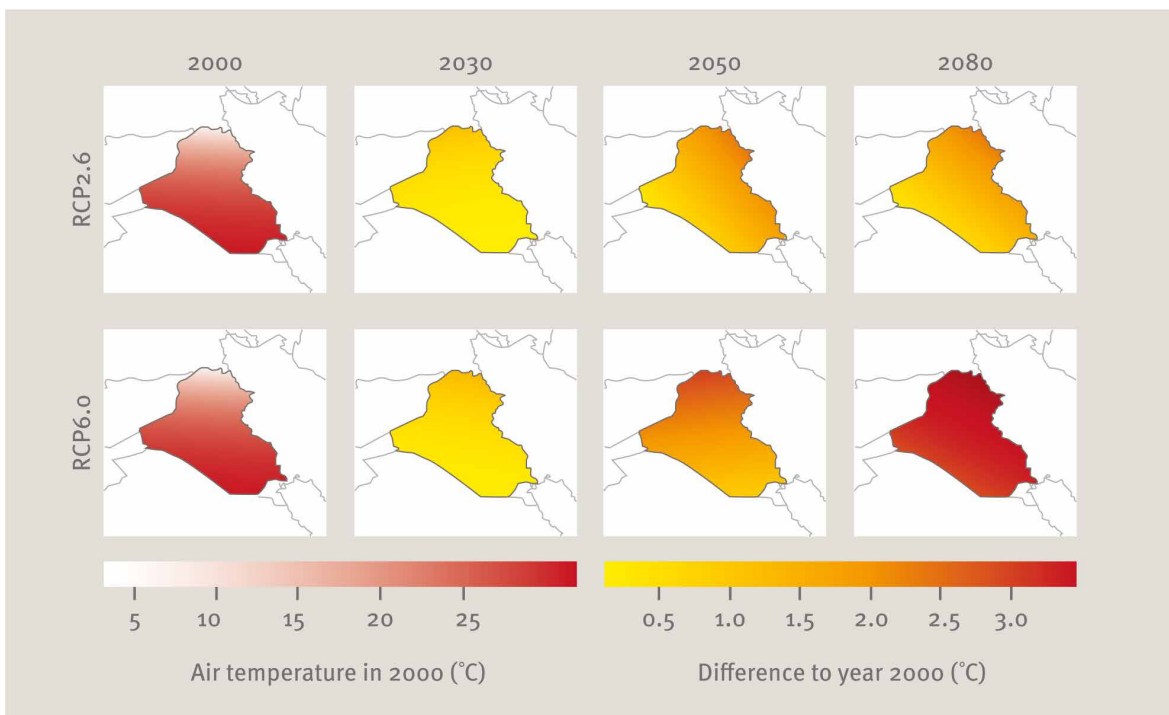 2000 2030 2050 2080
RCP2.6
RCP6.0
5 10 15 20 25
0.5 1.0 1.5 2.0 2.5 3.0
Air temperature in 2000 (°C)
Difference to year 2000 (°C)